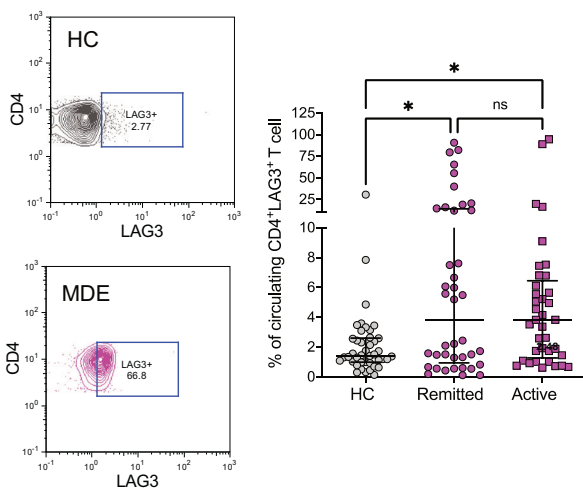 HC
CD4
10³
10²
10¹
10⁰
10⁻¹
LAG3+
2.77
10⁻¹ 10⁰ 10¹ 10² 10³
LAG3
MDE
CD4
10³
10²
10¹
10⁰
10⁻¹
LAG3+
66.8
10⁻¹ 10⁰ 10¹ 10² 10³
LAG3
% of circulating CD4⁺LAG3⁺ T cell
*
* ns
125
100
75
50
25
10
8
6
4
2
0
HC Remitted Active